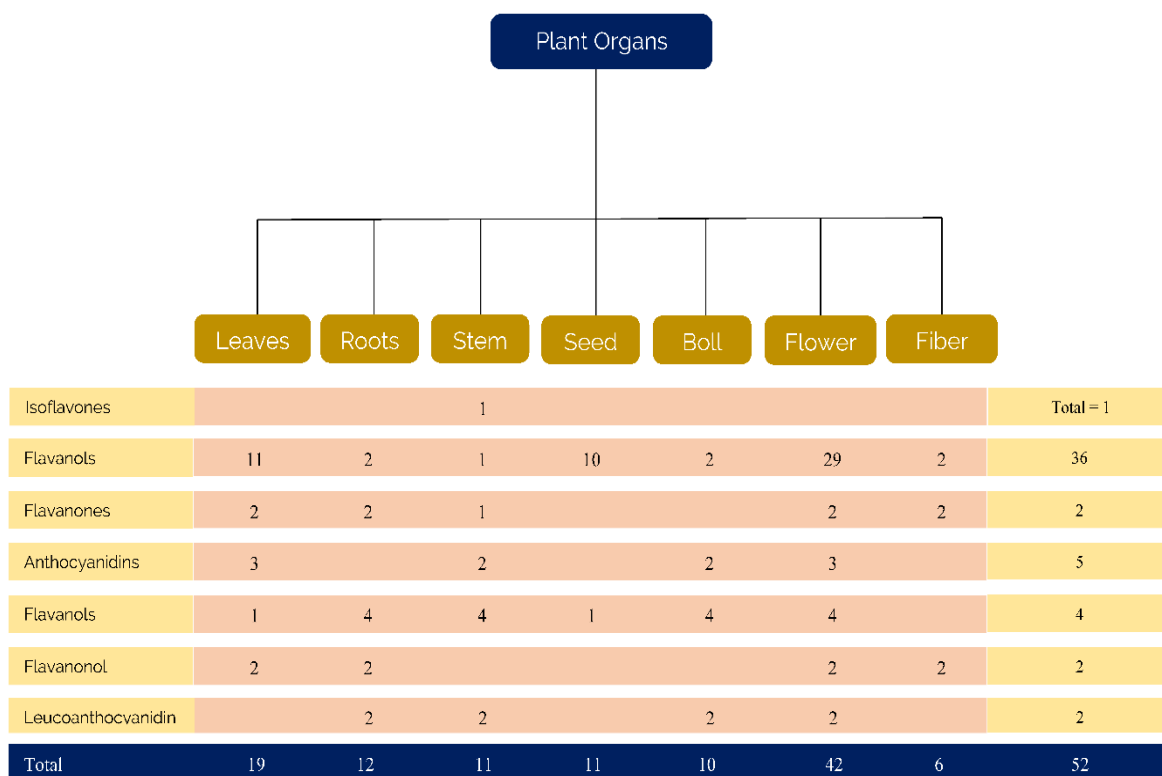 Plant Organs
Leaves Roots Stem Seed Boll Flower Fiber
Isoflavones 1 Total = 1
Flavanols 11 2 1 10 2 29 2 36
Flavanones 2 2 1 2 2 2
Anthocyanidins 3 2 2 3 5
Flavanols 1 4 4 1 4 4 4
Flavanonol 2 2 2 2 2
Leucoanthocvanidin 2 2 2 2 2
Total 19 12 11 11 10 42 6 52